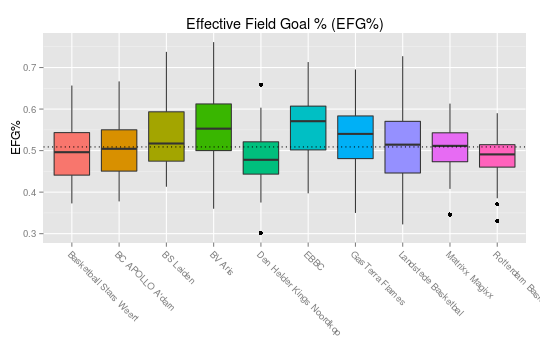 Effective Field Goal % (EFG%)
EFG%
0.7
0.6
0.5
0.4
0.3
Basketball Stars Weert
BC APOLLO A'dam
BS Leiden
BV Aris
Den Helder Kings Noordkop
EBBC
GasTerra Flames
Landstede Basketbal
Matrixx Magixx
Rotterdam Bas